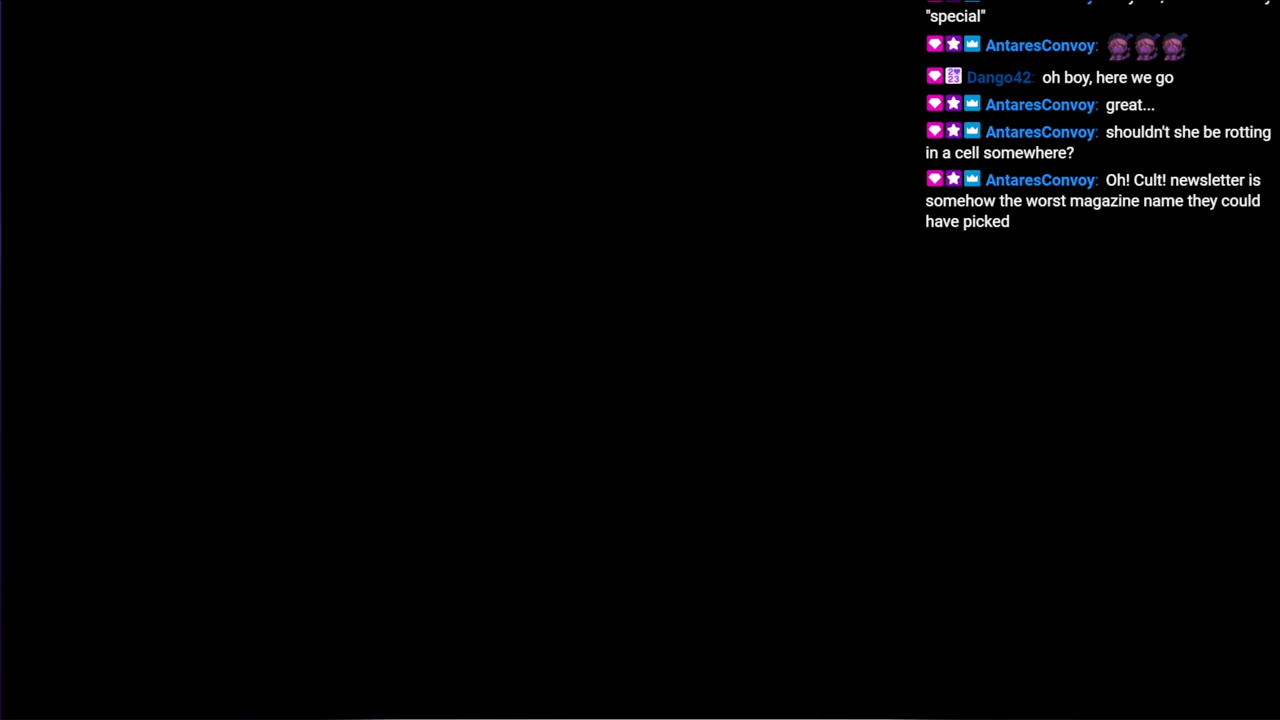 "special"
AntaresConvoy:
Dango42: oh boy, here we go
AntaresConvoy: great...
AntaresConvoy: shouldn't she be rotting
in a cell somewhere?
AntaresConvoy: Oh! Cult! newsletter is
somehow the worst magazine name they could
have picked